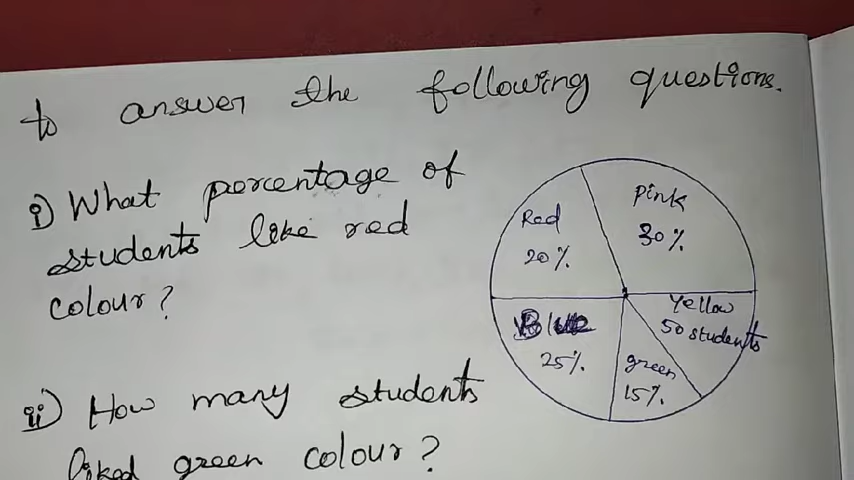 to answer the following questions.
i) What percentage of
students like red
colour?
ii) How many students
liked green colour?
Red
20%
Pink
30%
Yellow
50 students
Blue
25%
green
15%